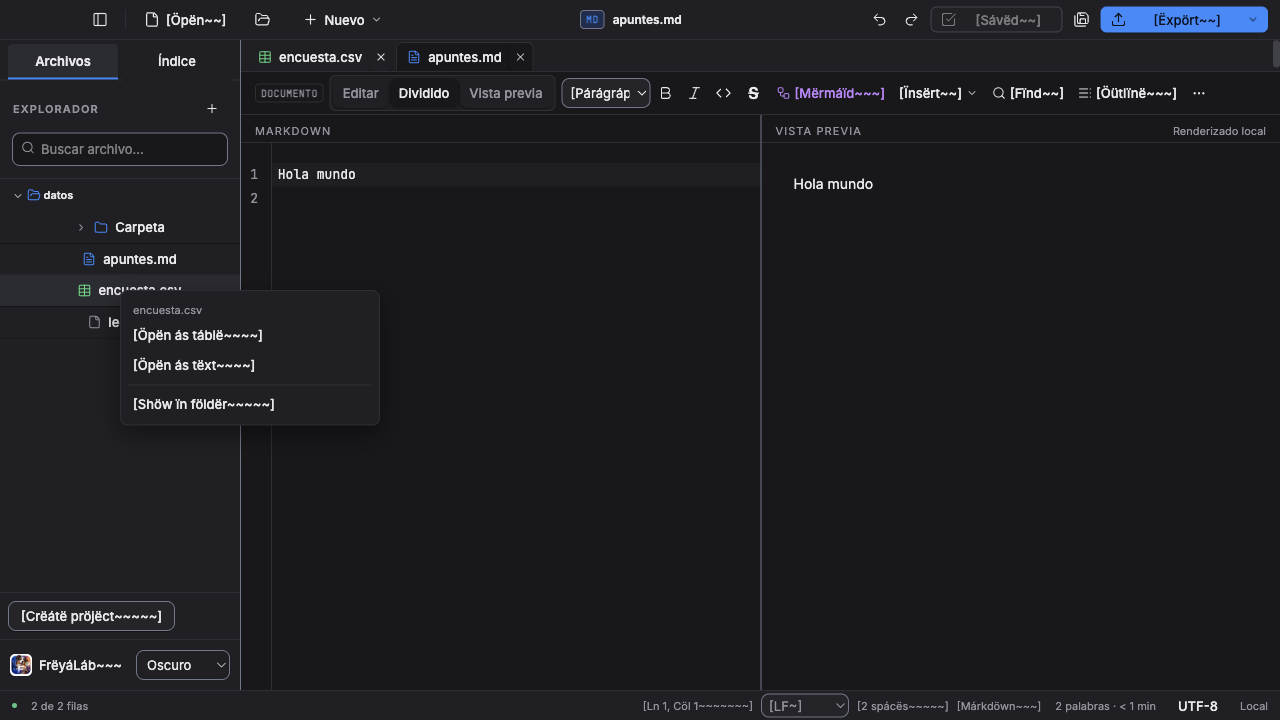 [Öpën~~]
Nuevo
MD apuntes.md
[Sávëd~~]
[Ëxpört~~]
Archivos
Índice
encuesta.csv
apuntes.md
EXPLORADOR
DOCUMENTO
Editar
Dividido
Vista previa
[Párágráp
B
I
S
[Mërmáïd~~~]
[Ïnsërt~~]
[Fïnd~~]
[Öütlïnë~~~]
Buscar archivo...
MARKDOWN
VISTA PREVIA
Renderizado local
1 Hola mundo
2
Hola mundo
datos
Carpeta
apuntes.md
encuesta.csv
le
encuesta.csv
[Öpën ás táblë~~~~]
[Öpën ás tëxt~~~~]
[Shöw ïn földër~~~~~]
[Crëátë pröjëct~~~~~]
FrëyáLáb~~~
Oscuro
2 de 2 filas
[Ln 1, Cöl 1~~~~~~~]
[LF~]
[2 spácës~~~~~]
[Márkdöwn~~~]
2 palabras · < 1 min
UTF-8
Local